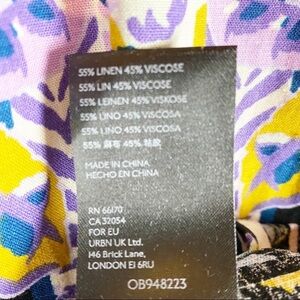 55% LINEN 45% VISCOSE
55% LIN 45% VISCOSE
55% LEINEN 45% VISKOSE
55% LINO 45% VISCOSA
55% LINO 45% VISCOSA
55% 麻布 45% 粘胶
MADE IN CHINA
HECHO EN CHINA
RN 66170
CA 32054
FOR EU
URBN UK Ltd.
146 Brick Lane,
LONDON E1 6RU
OB948223